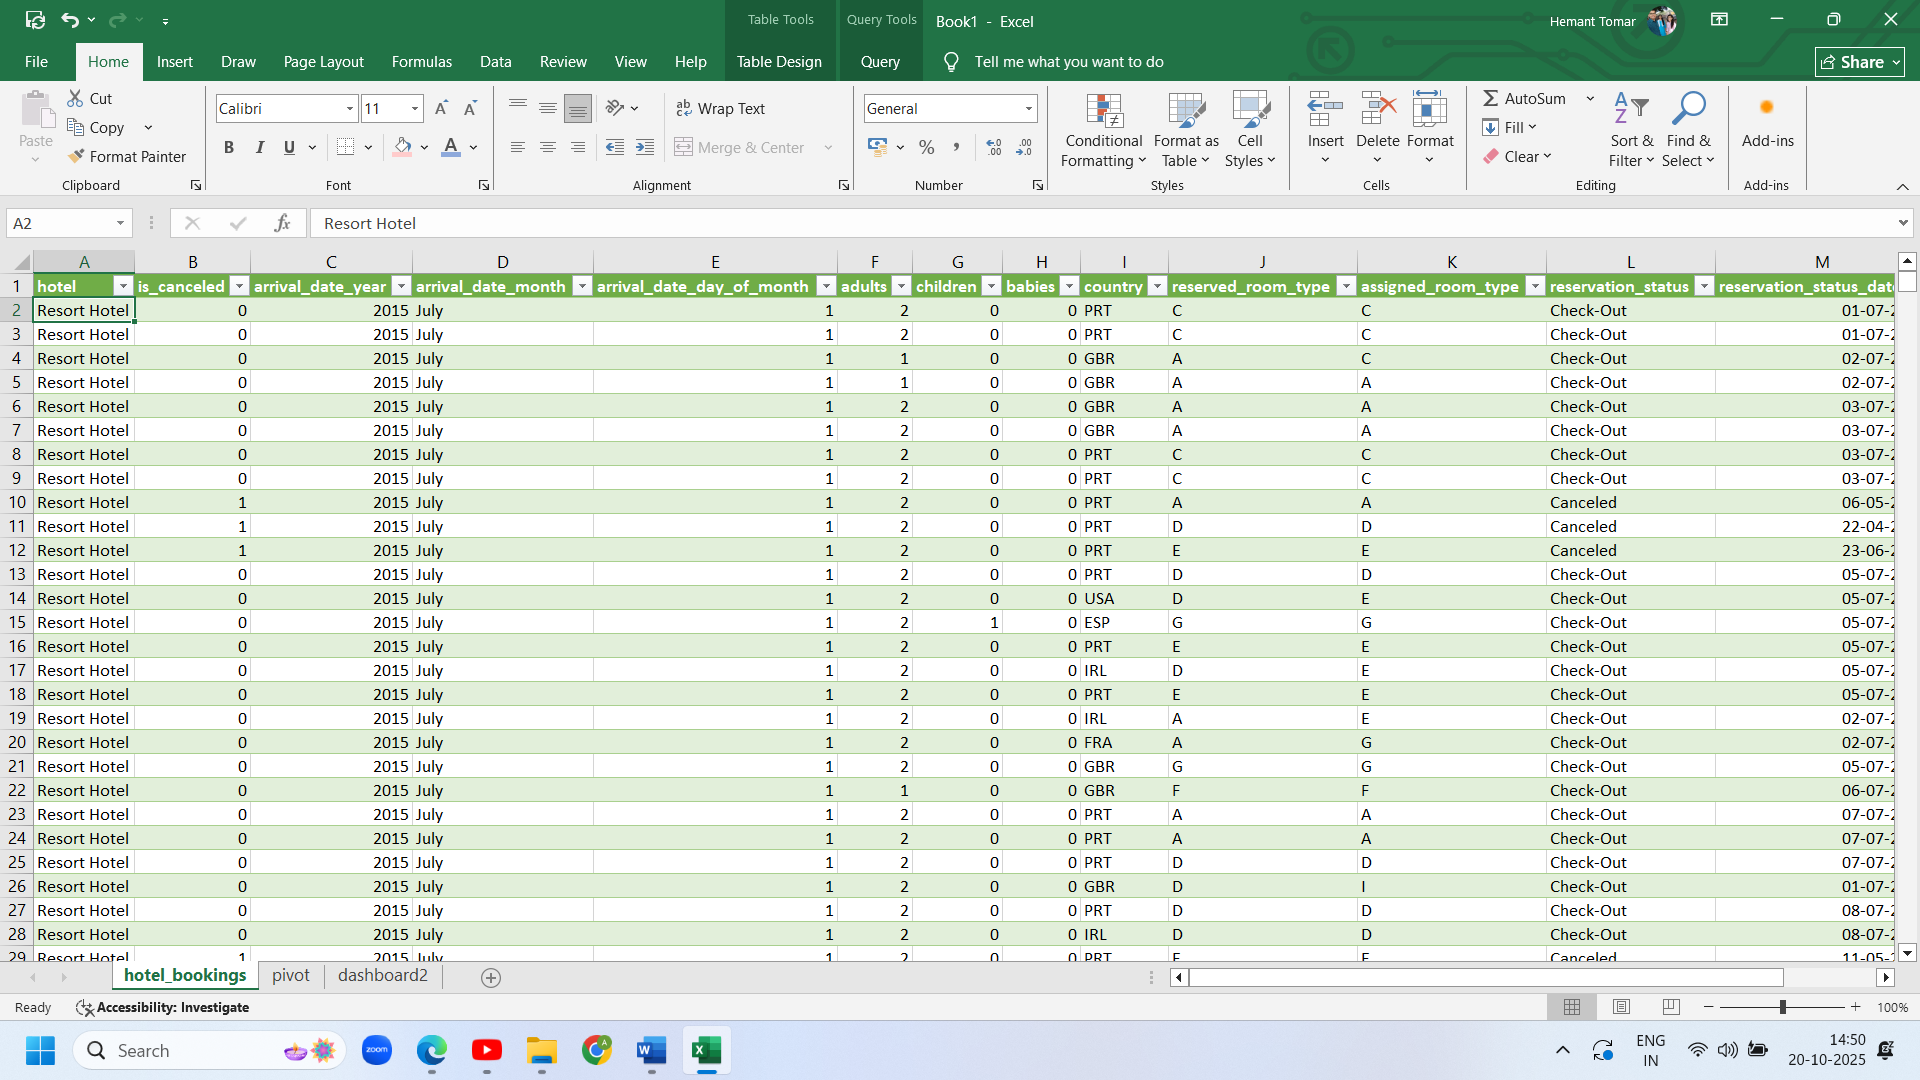 Table Tools Query Tools Book1 - Excel Hemant Tomar
File Home Insert Draw Page Layout Formulas Data Review View Help Table Design Query Tell me what you want to do Share
Paste Cut Copy Format Painter Clipboard
Calibri 11 B I U A Font
Wrap Text Merge & Center Alignment
General % , Number
Conditional Formatting Format as Table Cell Styles Styles
Insert Delete Format Cells
AutoSum Fill Clear Sort & Filter Find & Select Editing
Add-ins Add-ins
A2 fx Resort Hotel
A B C D E F G H I J K L M
1 hotel is_canceled arrival_date_year arrival_date_month arrival_date_day_of_month adults children babies country reserved_room_type assigned_room_type reservation_status reservation_status_date
2 Resort Hotel 0 2015 July 1 2 0 0 PRT C C Check-Out 01-07-2
3 Resort Hotel 0 2015 July 1 2 0 0 PRT C C Check-Out 01-07-2
4 Resort Hotel 0 2015 July 1 1 0 0 GBR A C Check-Out 02-07-2
5 Resort Hotel 0 2015 July 1 1 0 0 GBR A A Check-Out 02-07-2
6 Resort Hotel 0 2015 July 1 2 0 0 GBR A A Check-Out 03-07-2
7 Resort Hotel 0 2015 July 1 2 0 0 GBR A A Check-Out 03-07-2
8 Resort Hotel 0 2015 July 1 2 0 0 PRT C C Check-Out 03-07-2
9 Resort Hotel 0 2015 July 1 2 0 0 PRT C C Check-Out 03-07-2
10 Resort Hotel 1 2015 July 1 2 0 0 PRT A A Canceled 06-05-2
11 Resort Hotel 1 2015 July 1 2 0 0 PRT D D Canceled 22-04-2
12 Resort Hotel 1 2015 July 1 2 0 0 PRT E E Canceled 23-06-2
13 Resort Hotel 0 2015 July 1 2 0 0 PRT D D Check-Out 05-07-2
14 Resort Hotel 0 2015 July 1 2 0 0 USA D E Check-Out 05-07-2
15 Resort Hotel 0 2015 July 1 2 1 0 ESP G G Check-Out 05-07-2
16 Resort Hotel 0 2015 July 1 2 0 0 PRT E E Check-Out 05-07-2
17 Resort Hotel 0 2015 July 1 2 0 0 IRL D E Check-Out 05-07-2
18 Resort Hotel 0 2015 July 1 2 0 0 PRT E E Check-Out 05-07-2
19 Resort Hotel 0 2015 July 1 2 0 0 IRL A E Check-Out 02-07-2
20 Resort Hotel 0 2015 July 1 2 0 0 FRA A G Check-Out 02-07-2
21 Resort Hotel 0 2015 July 1 2 0 0 GBR G G Check-Out 05-07-2
22 Resort Hotel 0 2015 July 1 1 0 0 GBR F F Check-Out 06-07-2
23 Resort Hotel 0 2015 July 1 2 0 0 PRT A A Check-Out 07-07-2
24 Resort Hotel 0 2015 July 1 2 0 0 PRT A A Check-Out 07-07-2
25 Resort Hotel 0 2015 July 1 2 0 0 PRT D D Check-Out 07-07-2
26 Resort Hotel 0 2015 July 1 2 0 0 GBR D I Check-Out 01-07-2
27 Resort Hotel 0 2015 July 1 2 0 0 PRT D D Check-Out 08-07-2
28 Resort Hotel 0 2015 July 1 2 0 0 IRL D D Check-Out 08-07-2
29 Resort Hotel 1 2015 July 1 2 0 0 PRT Canceled 11-05-2
hotel_bookings pivot dashboard2
Ready Accessibility: Investigate 100%
Search zoom ENG IN 14:50 20-10-2025